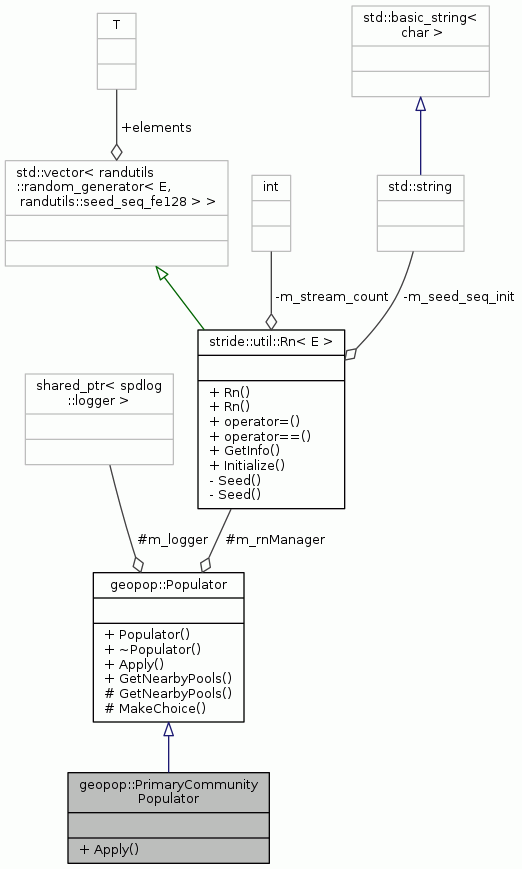 T
std::basic_string<
char >
+elements
std::vector< randutils
::random_generator< E,
randutils::seed_seq_fe128 > >
int
std::string
-m_stream_count
-m_seed_seq_init
stride::util::Rn< E >
+ Rn()
+ Rn()
+ operator=()
+ operator==()
+ GetInfo()
+ Initialize()
- Seed()
- Seed()
shared_ptr< spdlog
::logger >
#m_logger
#m_rnManager
geopop::Populator
+ Populator()
+ ~Populator()
+ Apply()
+ GetNearbyPools()
# GetNearbyPools()
# MakeChoice()
geopop::PrimaryCommunity
Populator
+ Apply()